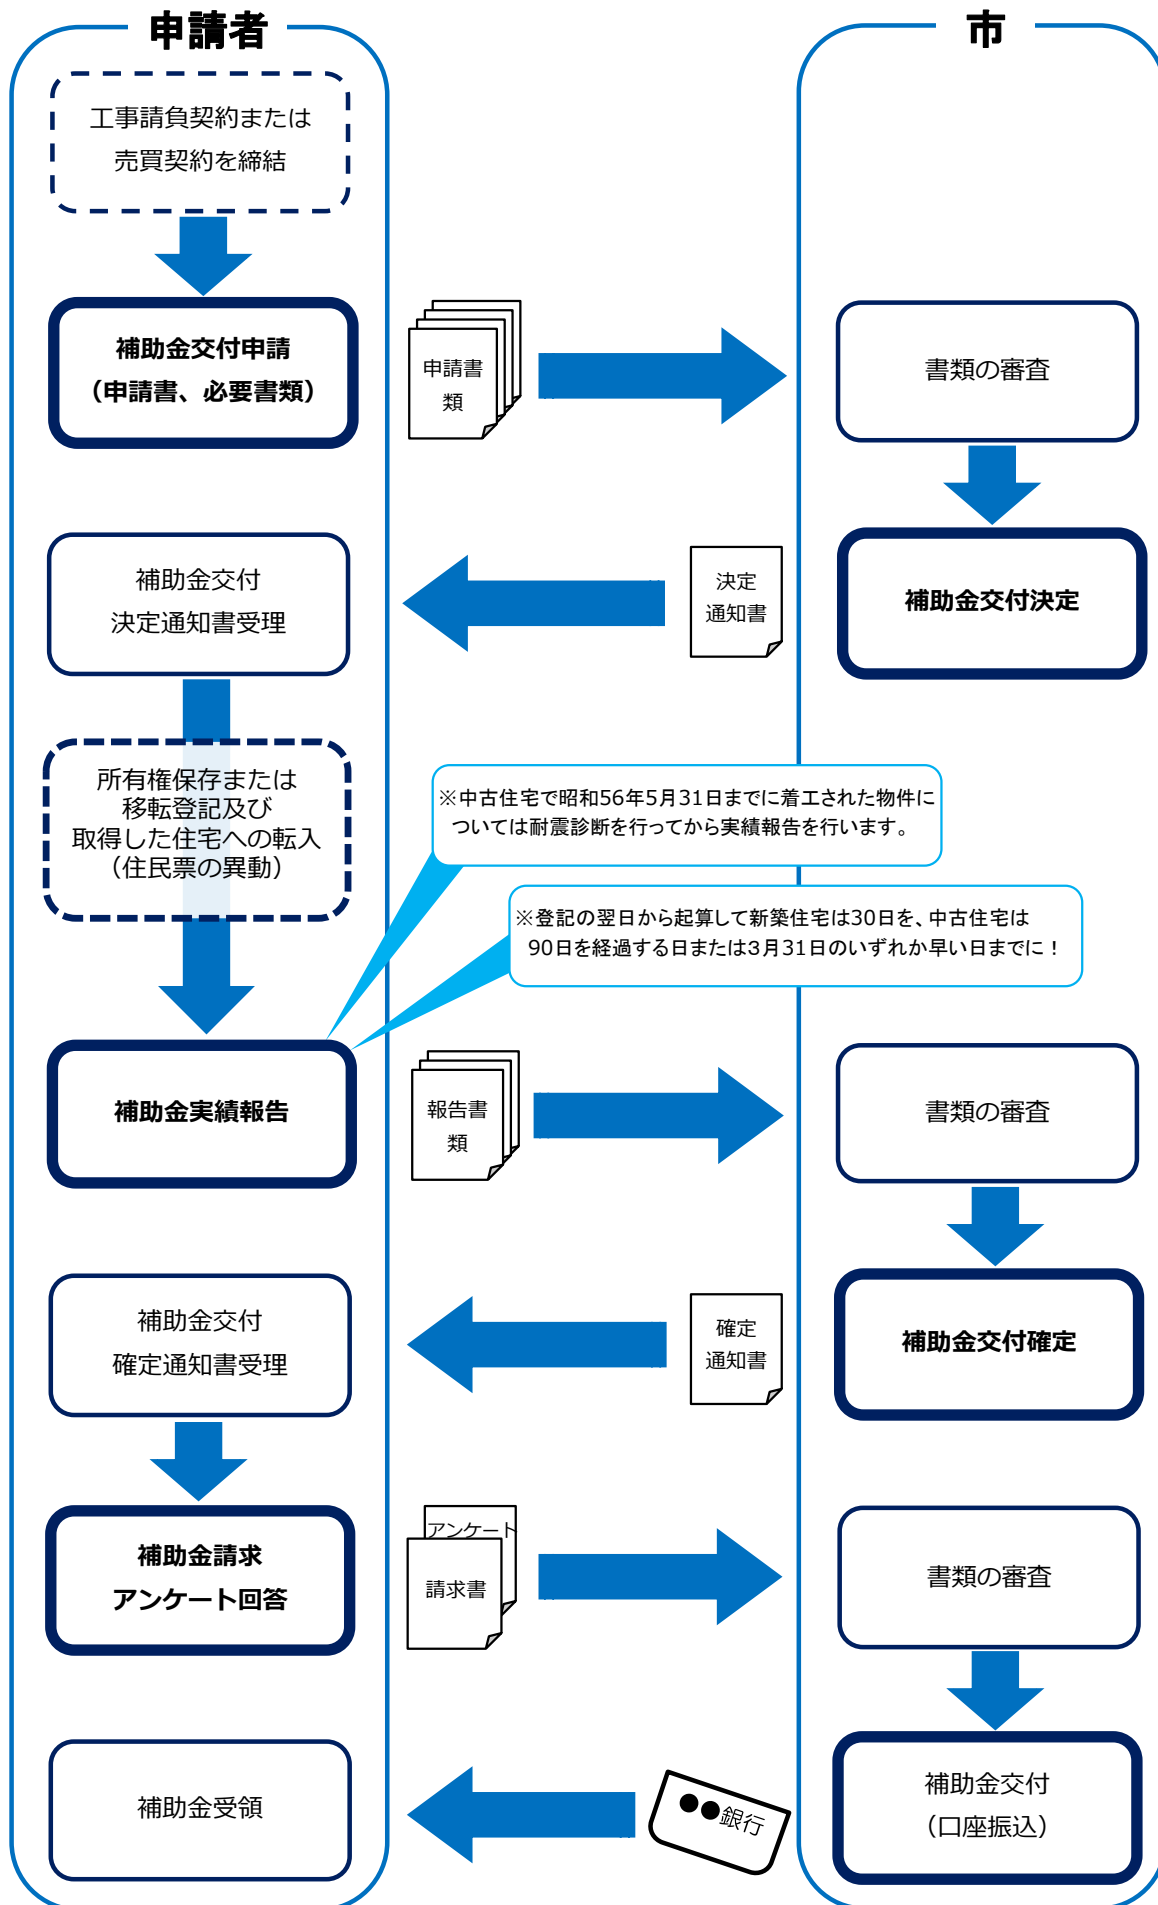 申請者
市
工事請負契約または
売買契約を締結
補助金交付申請
（申請書、必要書類）
申請書
類
書類の審査
補助金交付
決定通知書受理
決定
通知書
補助金交付決定
所有権保存または
移転登記及び
取得した住宅への転入
（住民票の異動）
※中古住宅で昭和56年5月31日までに着工された物件に
ついては耐震診断を行ってから実績報告を行います。
※登記の翌日から起算して新築住宅は30日を、中古住宅は
90日を経過する日または3月31日のいずれか早い日までに！
補助金実績報告
報告書
類
書類の審査
補助金交付
確定通知書受理
確定
通知書
補助金交付確定
補助金請求
アンケート回答
アンケート
請求書
書類の審査
補助金受領
●●銀行
補助金交付
（口座振込）